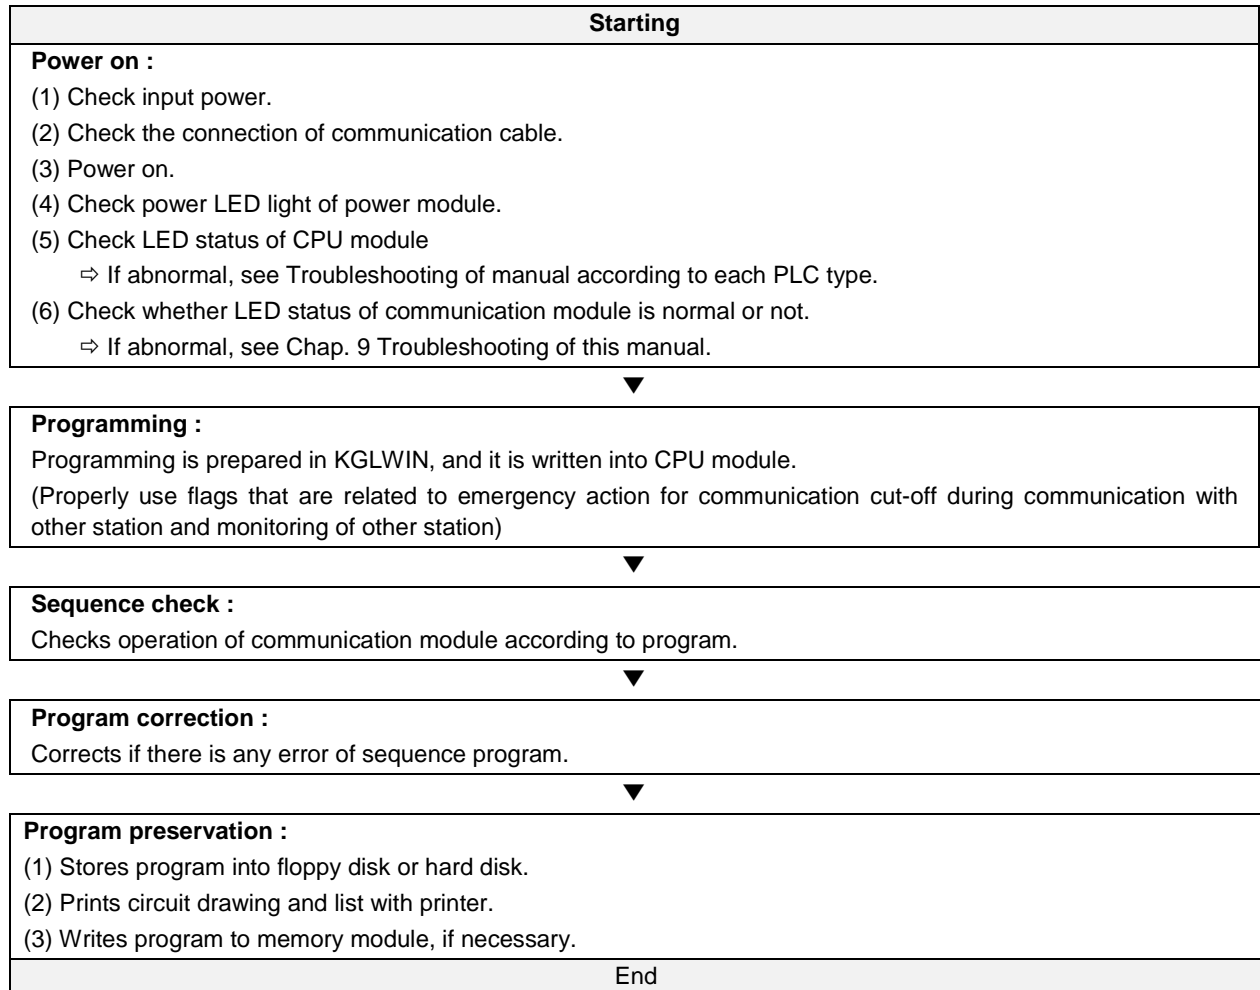 Starting
Power on :
(1) Check input power.
(2) Check the connection of communication cable.
(3) Power on.
(4) Check power LED light of power module.
(5) Check LED status of CPU module
⇨ If abnormal, see Troubleshooting of manual according to each PLC type.
(6) Check whether LED status of communication module is normal or not.
⇨ If abnormal, see Chap. 9 Troubleshooting of this manual.
▼
Programming :
Programming is prepared in KGLWIN, and it is written into CPU module.
(Properly use flags that are related to emergency action for communication cut-off during communication with
other station and monitoring of other station)
▼
Sequence check :
Checks operation of communication module according to program.
▼
Program correction :
Corrects if there is any error of sequence program.
▼
Program preservation :
(1) Stores program into floppy disk or hard disk.
(2) Prints circuit drawing and list with printer.
(3) Writes program to memory module, if necessary.
End